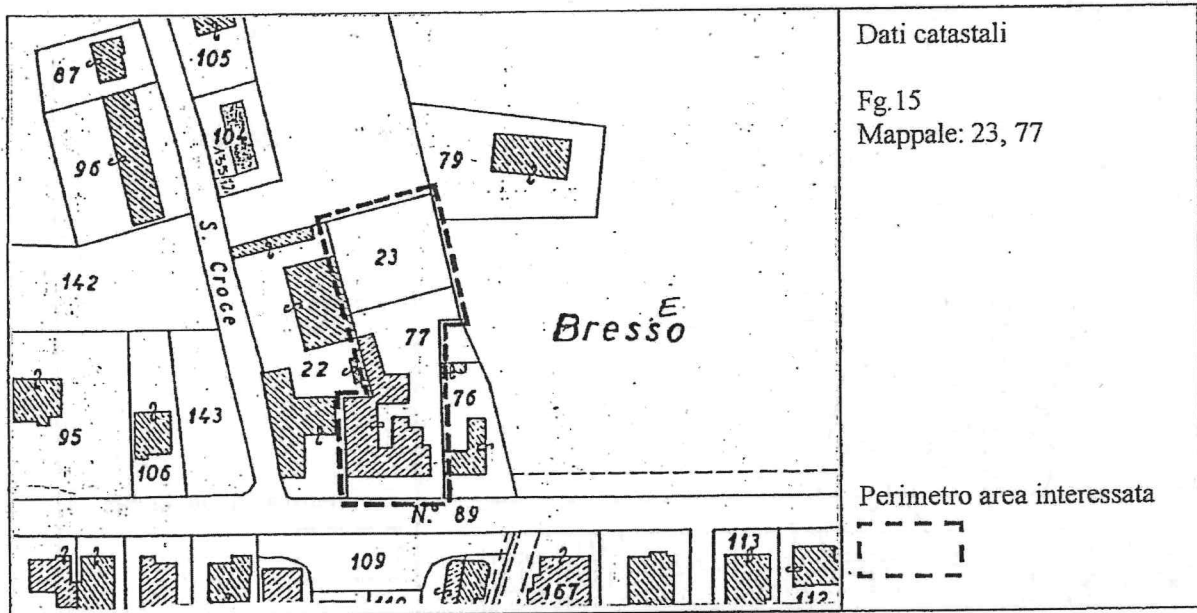 Dati catastali
Fg.15
Mappale: 23, 77
Perimetro area interessata
87
105
104
96
79
S. Croce
23
142
E
Bresso
77
22
76
143
95
106
N.° 89
109
113
167
112